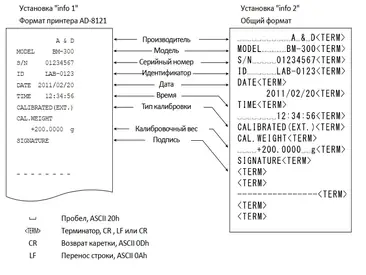 Установка "info 1"
Формат принтера AD-8121
A & D
MODEL BM-300
S/N 01234567
ID LAB-0123
DATE 2011/02/20
TIME 12:34:56
CALIBRATED(EXT.)
CAL.WEIGHT
+200.0000 g
SIGNATURE
- - - - - - - -
Производитель
Модель
Серийный номер
Идентификатор
Дата
Время
Тип калибровки
Калибровочный вес
Подпись
Установка "info 2"
Общий формат
A␣&␣D<TERM>
MODEL BM-300<TERM>
S/N 01234567<TERM>
ID LAB-0123<TERM>
DATE<TERM>
2011/02/20<TERM>
TIME<TERM>
12:34:56<TERM>
CALIBRATED(EXT.)<TERM>
CAL.WEIGHT<TERM>
+200.0000 g<TERM>
SIGNATURE<TERM>
<TERM>
<TERM>
----------------<TERM>
<TERM>
<TERM>
␣ Пробел, ASCII 20h
<TERM> Терминатор, CR , LF или CR
CR Возврат каретки, ASCII 0Dh
LF Перенос строки, ASCII 0Ah